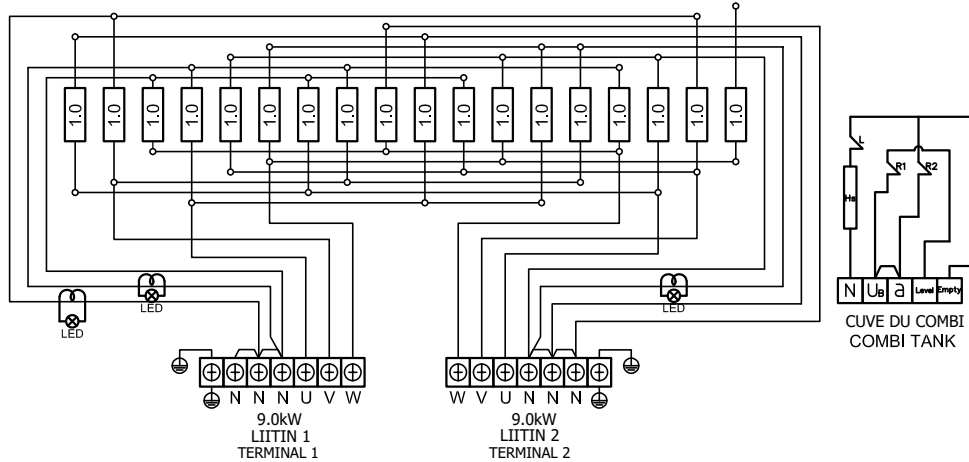 1.0 1.0 1.0 1.0 1.0 1.0 1.0 1.0 1.0 1.0 1.0 1.0 1.0 1.0 1.0 1.0 1.0 1.0
L
R1 R2
Hs
LED LED LED
N UB a Level Empty
CUVE DU COMBI
COMBI TANK
N N N U V W
W V U N N N
9.0kW
LIITIN 1
TERMINAL 1
9.0kW
LIITIN 2
TERMINAL 2